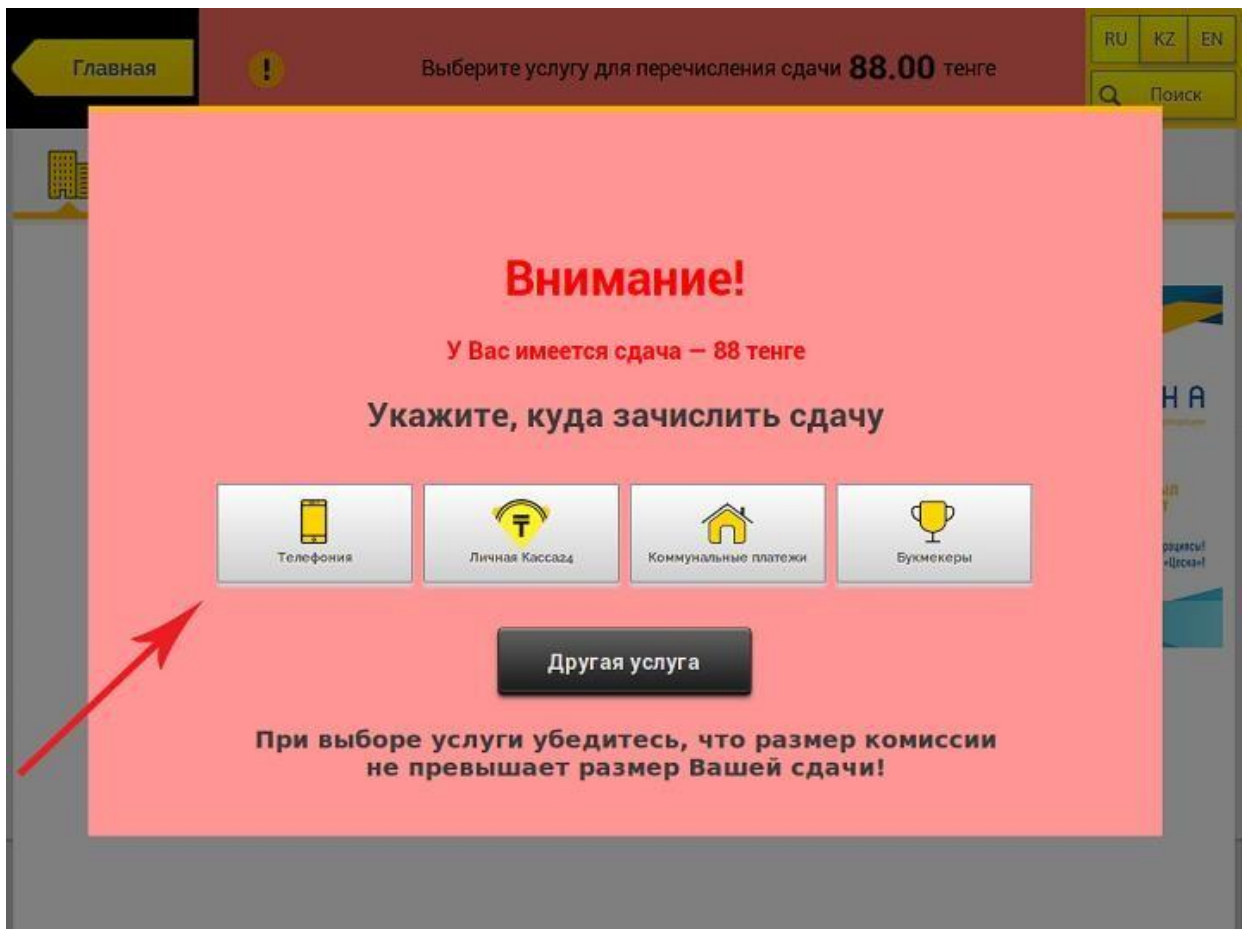 Главная
Выберите услугу для перечисления сдачи 88.00 тенге
RU KZ EN
Поиск
Внимание!
У Вас имеется сдача — 88 тенге
Укажите, куда зачислить сдачу
Телефония
Личная Касса24
Коммунальные платежи
Букмекеры
Другая услуга
При выборе услуги убедитесь, что размер комиссии
не превышает размер Вашей сдачи!
Н А